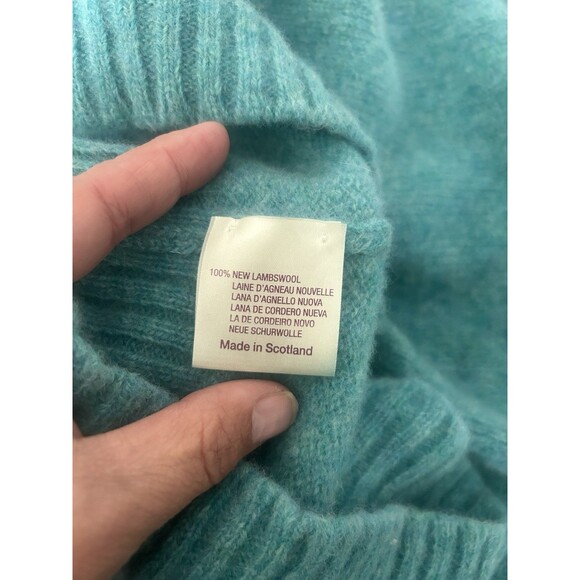 100% NEW LAMBSWOOL
LAINE D'AGNEAU NOUVELLE
LANA D'AGNELLO NUOVA
LANA DE CORDERO NUEVA
LA DE CORDEIRO NOVO
NEUE SCHURWOLLE
Made in Scotland